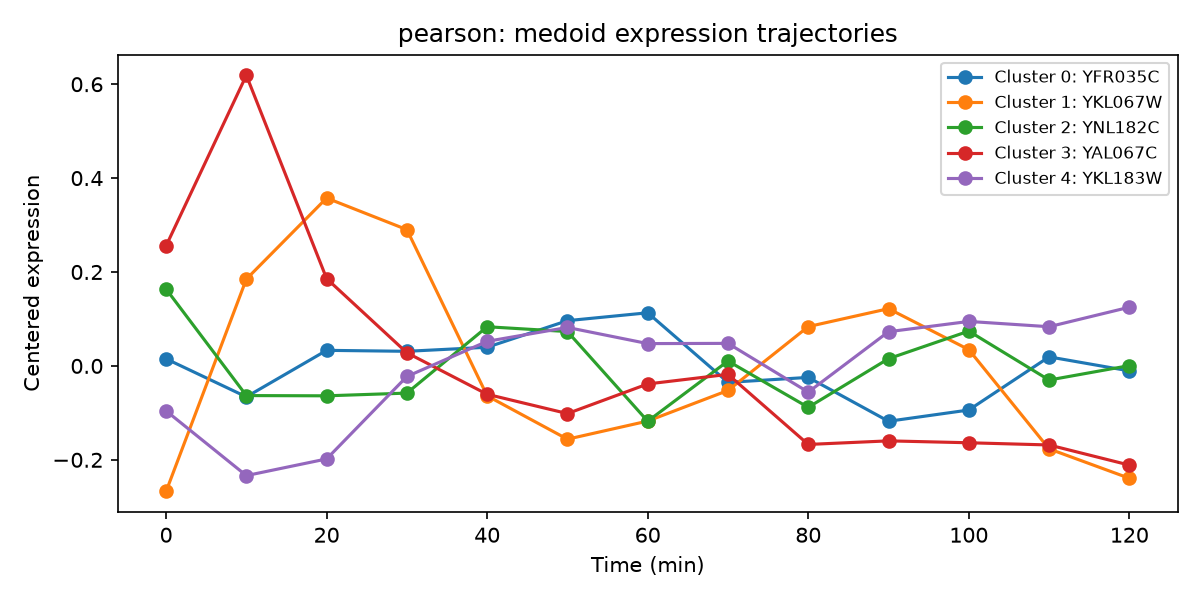 pearson: medoid expression trajectories
Centered expression
0.6
0.4
0.2
0.0
−0.2
Cluster 0: YFR035C
Cluster 1: YKL067W
Cluster 2: YNL182C
Cluster 3: YAL067C
Cluster 4: YKL183W
0 20 40 60 80 100 120
Time (min)